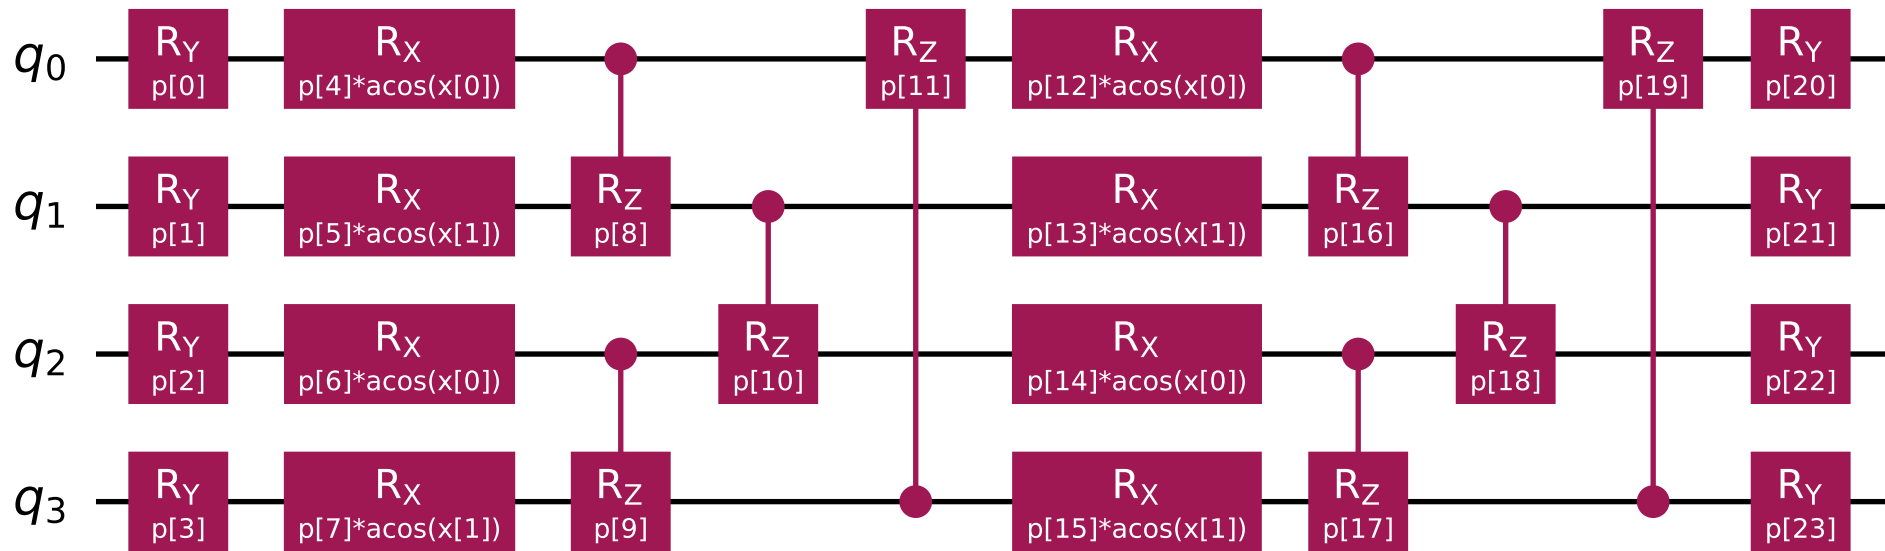 q0 RY RX RZ RX RZ RY
p[0] p[4]*acos(x[0]) p[11] p[12]*acos(x[0]) p[19] p[20]
q1 RY RX RZ RX RZ RY
p[1] p[5]*acos(x[1]) p[8] p[13]*acos(x[1]) p[16] p[21]
q2 RY RX RZ RX RZ RY
p[2] p[6]*acos(x[0]) p[10] p[14]*acos(x[0]) p[18] p[22]
q3 RY RX RZ RX RZ RY
p[3] p[7]*acos(x[1]) p[9] p[15]*acos(x[1]) p[17] p[23]